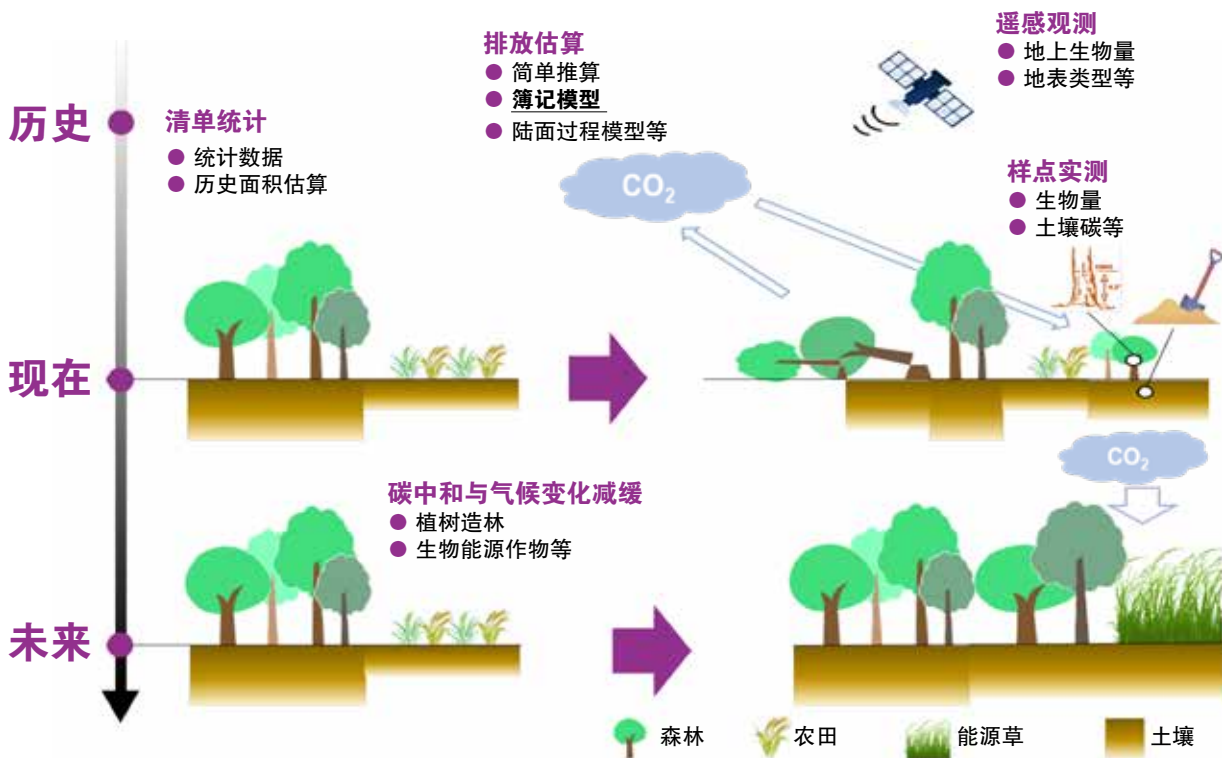 历史
清单统计
统计数据
历史面积估算
排放估算
简单推算
簿记模型
陆面过程模型等
遥感观测
地上生物量
地表类型等
样点实测
生物量
土壤碳等
CO₂
现在
CO₂
碳中和与气候变化减缓
植树造林
生物能源作物等
未来
森林
农田
能源草
土壤